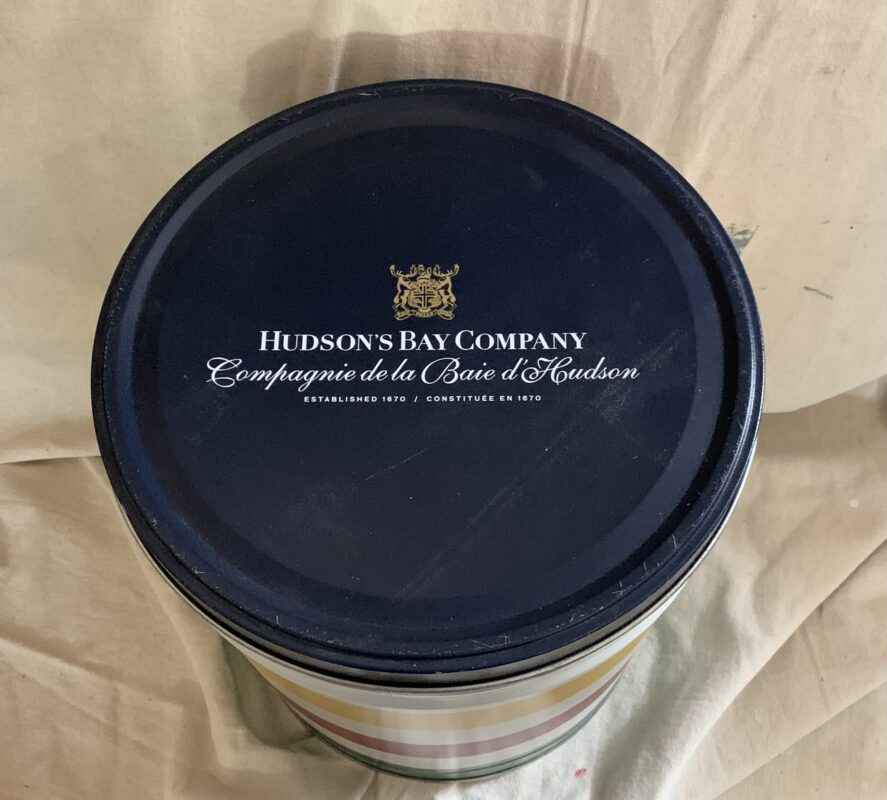 HUDSON'S BAY COMPANY
Compagnie de la Baie d'Hudson
ESTABLISHED 1670 / CONSTITUÉE EN 1670